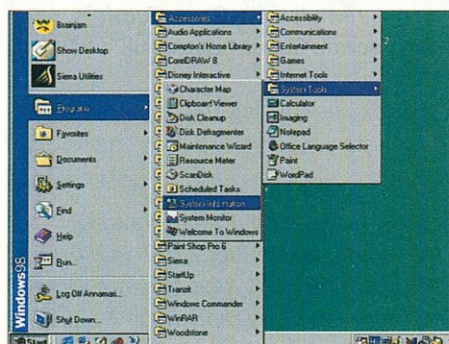 Brainjam
Show Desktop
Sierra Utilities
Programs
Favorites
Documents
Settings
Find
Help
Run...
Log Off Annamari...
Shut Down...
Windows98
Start
Accessories
Audio Applications
Compton's Home Library
CorelDRAW 8
Disney Interactive
Character Map
Clipboard Viewer
Disk Cleanup
Disk Defragmenter
Maintenance Wizard
Resource Meter
ScanDisk
Scheduled Tasks
System Information
System Monitor
Welcome To Windows
Paint Shop Pro 6
Sierra
StartUp
Transit
Windows Commander
WinRAR
Woodstone
Accessibility
Communications
Entertainment
Games
Internet Tools
System Tools
Calculator
Imaging
Notepad
Office Language Selector
Paint
WordPad
2